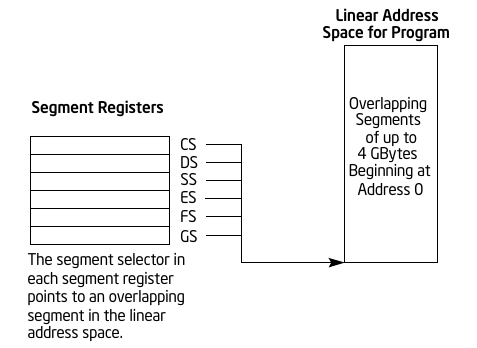 Linear Address
Space for Program
Segment Registers
CS
DS
SS
ES
FS
GS
Overlapping
Segments
of up to
4 GBytes
Beginning at
Address 0
The segment selector in
each segment register
points to an overlapping
segment in the linear
address space.